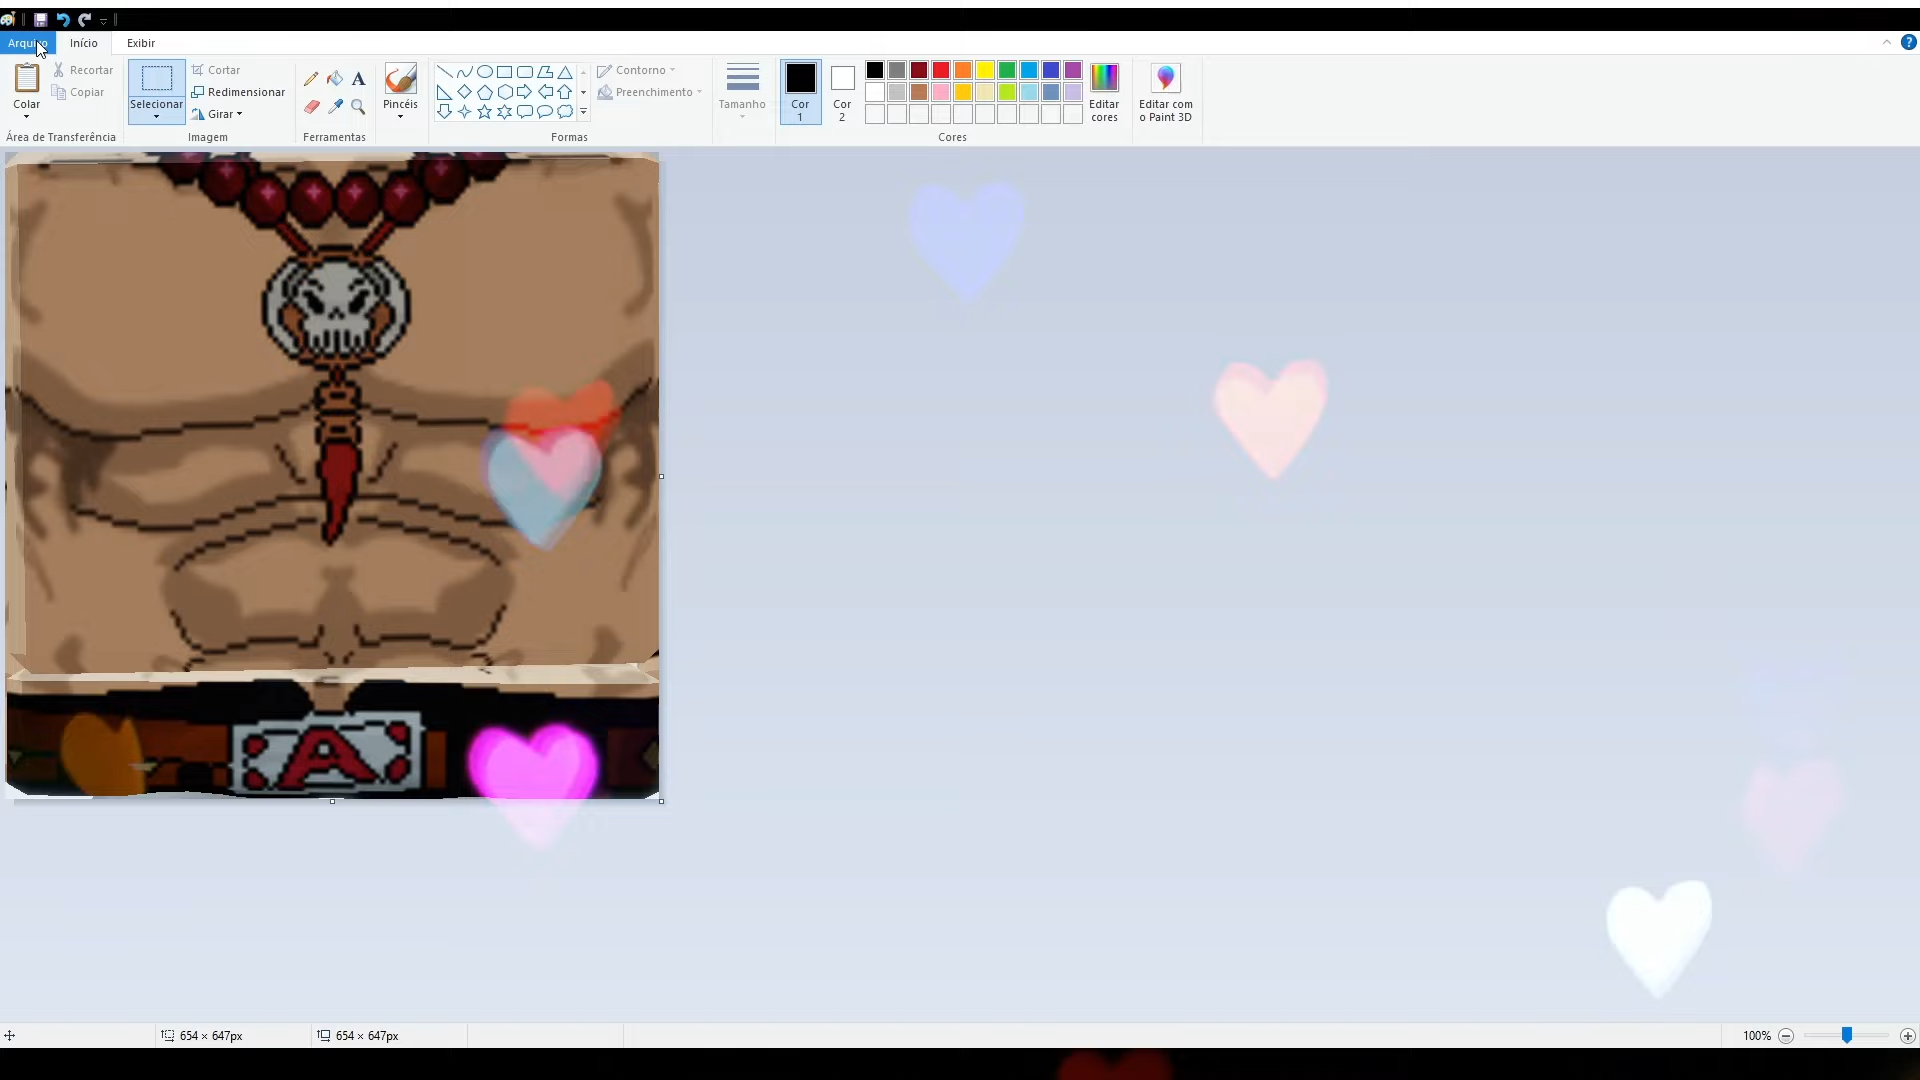 Arquivo Início Exibir
Colar
Recortar
Copiar
Área de Transferência
Selecionar
Cortar
Redimensionar
Girar
Imagem
A
Ferramentas
Pincéis
Contorno
Preenchimento
Formas
Tamanho
Cor
1
Cor
2
Cores
Editar
cores
Editar com
o Paint 3D
?
A
654 × 647px
654 × 647px
100%